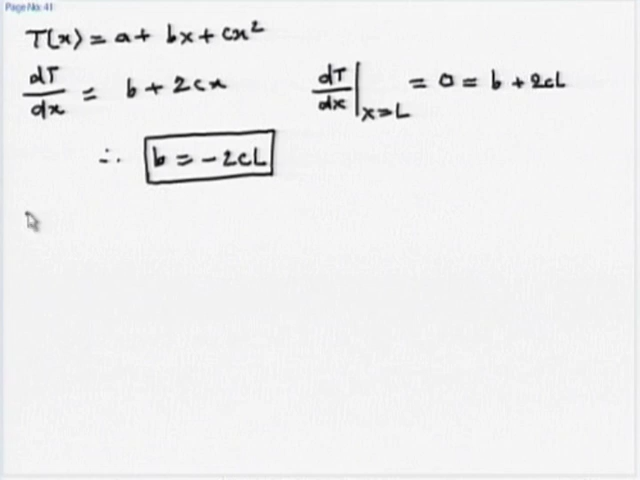 Page No: 41
T(x) = a + bx + cx²
dT/dx = b + 2cx    dT/dx|x=L = 0 = b + 2cL
∴ b = -2cL